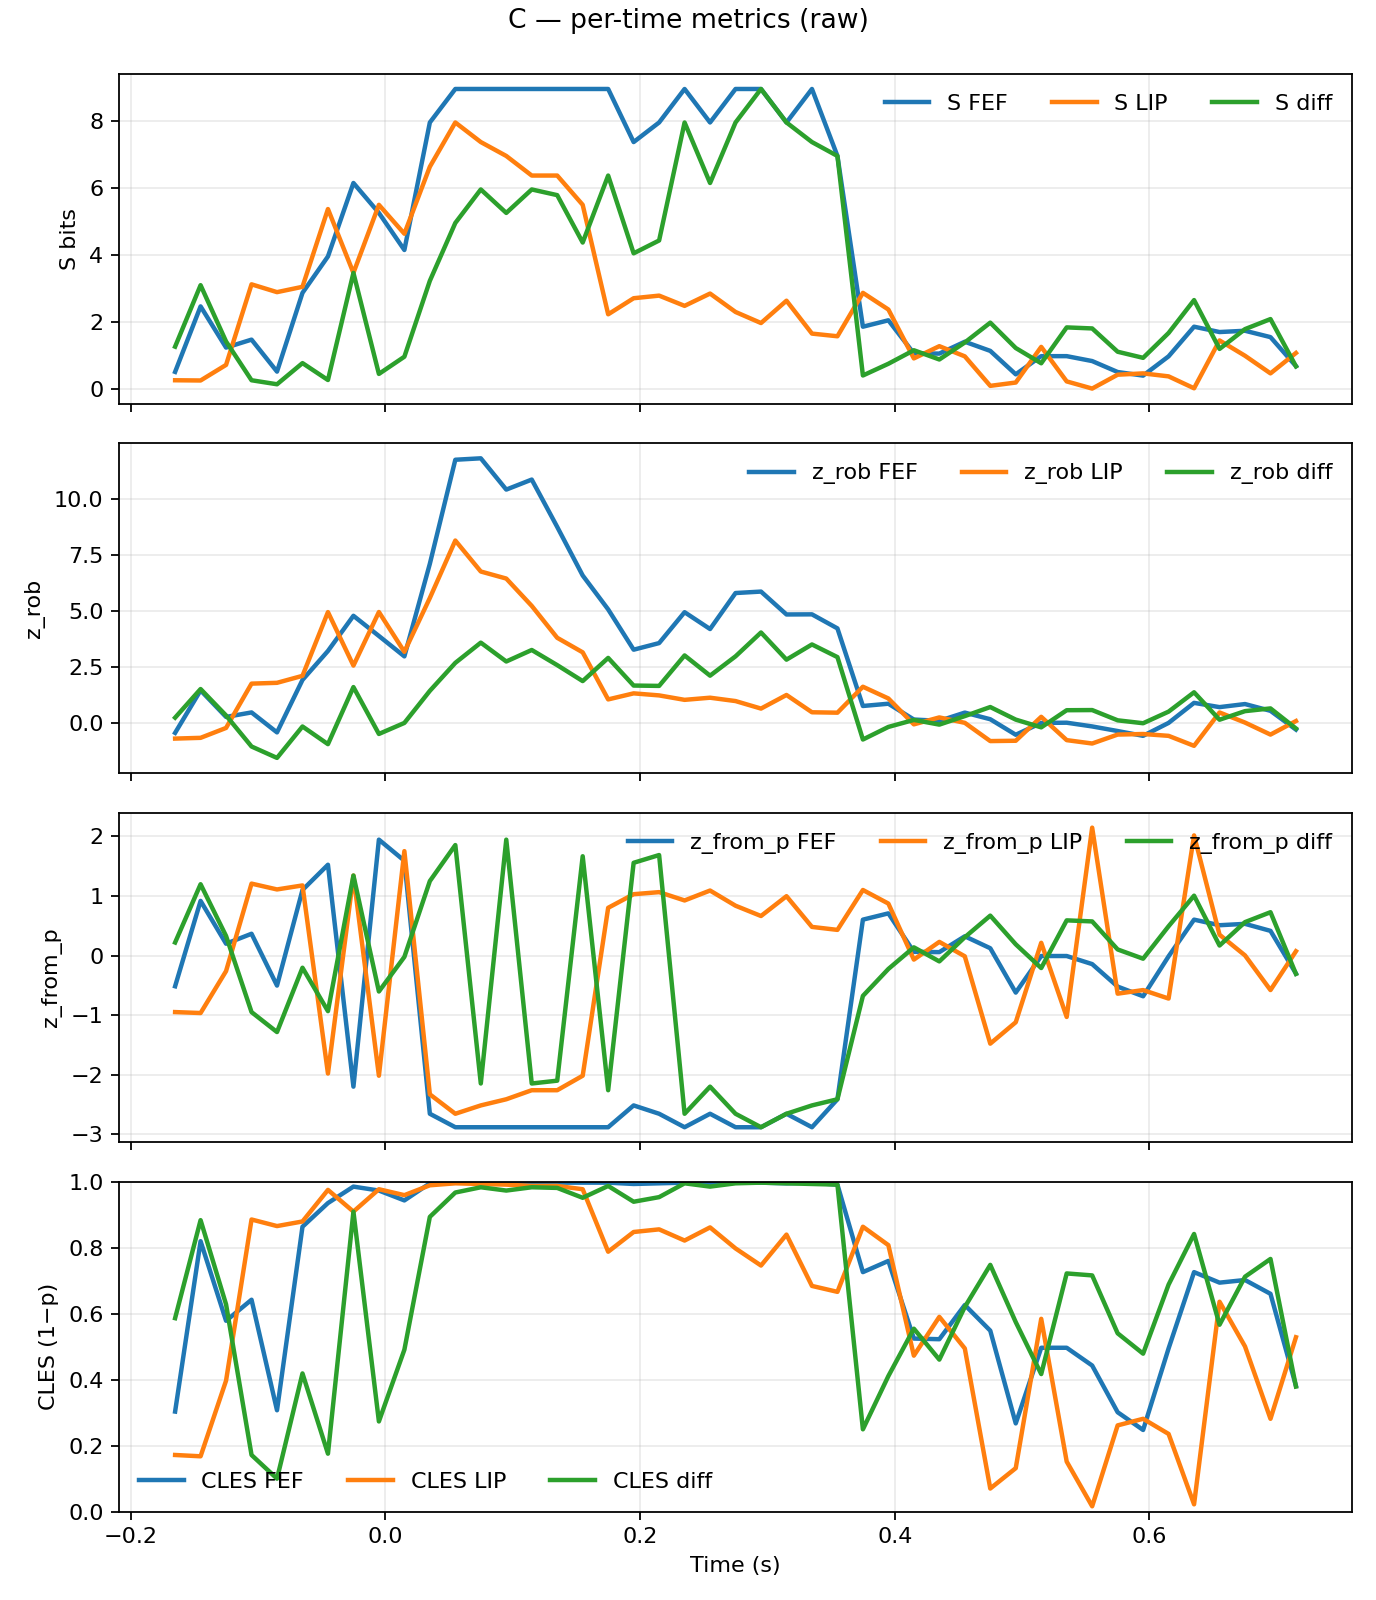 C — per-time metrics (raw)
S FEF S LIP S diff
8
6
4
2
0
S bits
z_rob FEF z_rob LIP z_rob diff
10.0
7.5
5.0
2.5
0.0
z_rob
z_from_p FEF z_from_p LIP z_from_p diff
2
1
0
−1
−2
−3
z_from_p
1.0
0.8
0.6
0.4
0.2
0.0
CLES (1−p)
CLES FEF CLES LIP CLES diff
−0.2 0.0 0.2 0.4 0.6
Time (s)